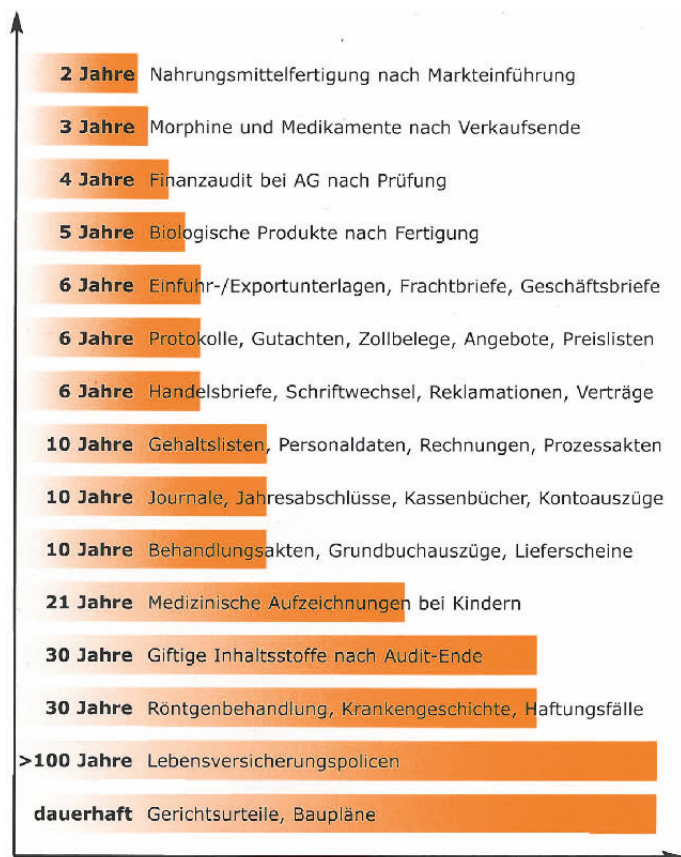 2 Jahre Nahrungsmittelfertigung nach Markteinführung
3 Jahre Morphine und Medikamente nach Verkaufsende
4 Jahre Finanzaudit bei AG nach Prüfung
5 Jahre Biologische Produkte nach Fertigung
6 Jahre Einfuhr-/Exportunterlagen, Frachtbriefe, Geschäftsbriefe
6 Jahre Protokolle, Gutachten, Zollbelege, Angebote, Preislisten
6 Jahre Handelsbriefe, Schriftwechsel, Reklamationen, Verträge
10 Jahre Gehaltslisten, Personaldaten, Rechnungen, Prozessakten
10 Jahre Journale, Jahresabschlüsse, Kassenbücher, Kontoauszüge
10 Jahre Behandlungsakten, Grundbuchauszüge, Lieferscheine
21 Jahre Medizinische Aufzeichnungen bei Kindern
30 Jahre Giftige Inhaltsstoffe nach Audit-Ende
30 Jahre Röntgenbehandlung, Krankengeschichte, Haftungsfälle
>100 Jahre Lebensversicherungspolicen
dauerhaft Gerichtsurteile, Baupläne